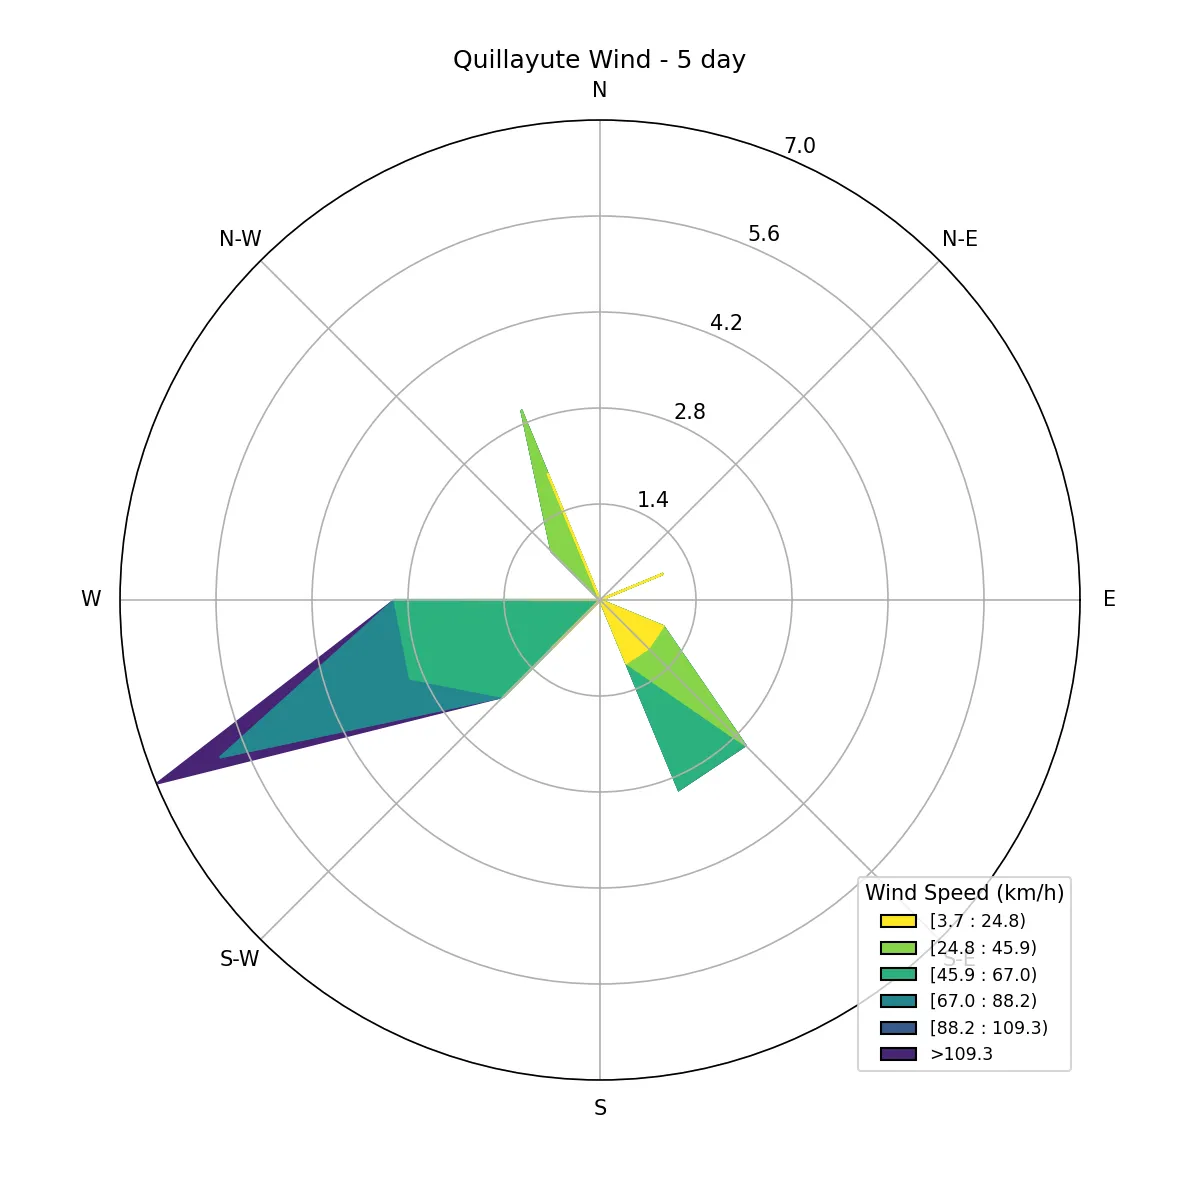 Quillayute Wind - 5 day
N
7.0
5.6
N-W
N-E
4.2
2.8
1.4
W
E
Wind Speed (km/h)
[3.7 : 24.8)
[24.8 : 45.9)
S-W
S-E
[45.9 : 67.0)
[67.0 : 88.2)
[88.2 : 109.3)
>109.3
S